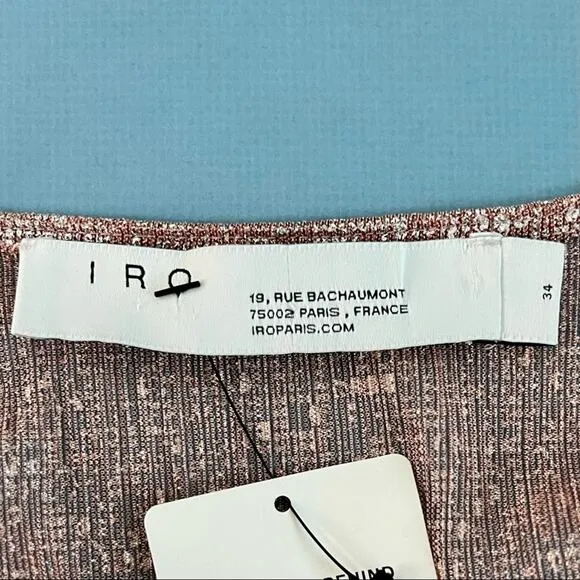 IRO
19, RUE BACHAUMONT
75002 PARIS, FRANCE
IROPARIS.COM
34